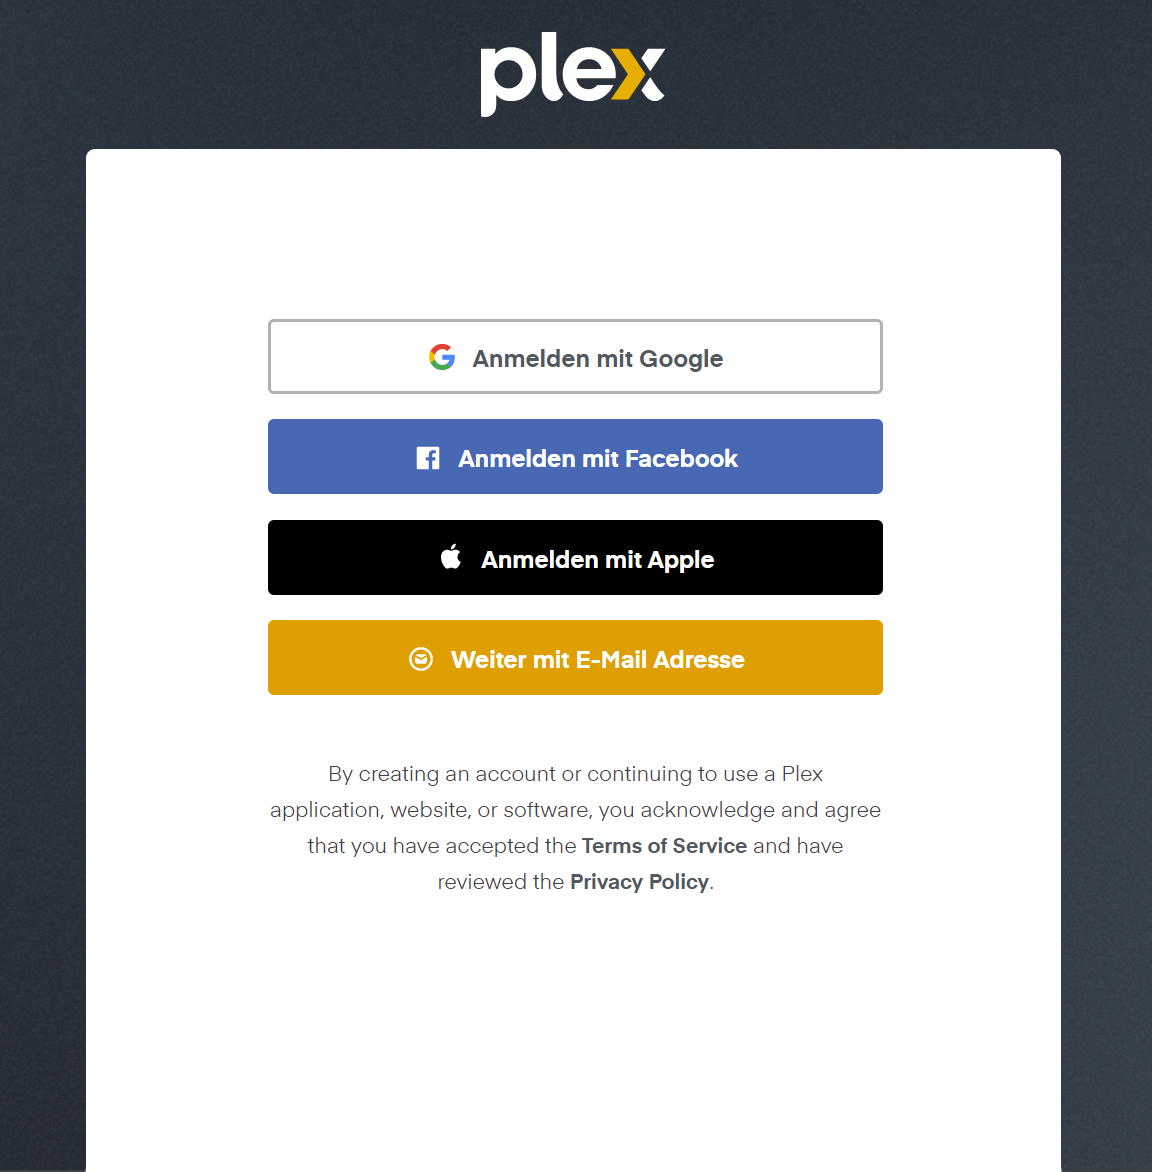 plex
Anmelden mit Google
Anmelden mit Facebook
Anmelden mit Apple
Weiter mit E-Mail Adresse
By creating an account or continuing to use a Plex
application, website, or software, you acknowledge and agree
that you have accepted the Terms of Service and have
reviewed the Privacy Policy.